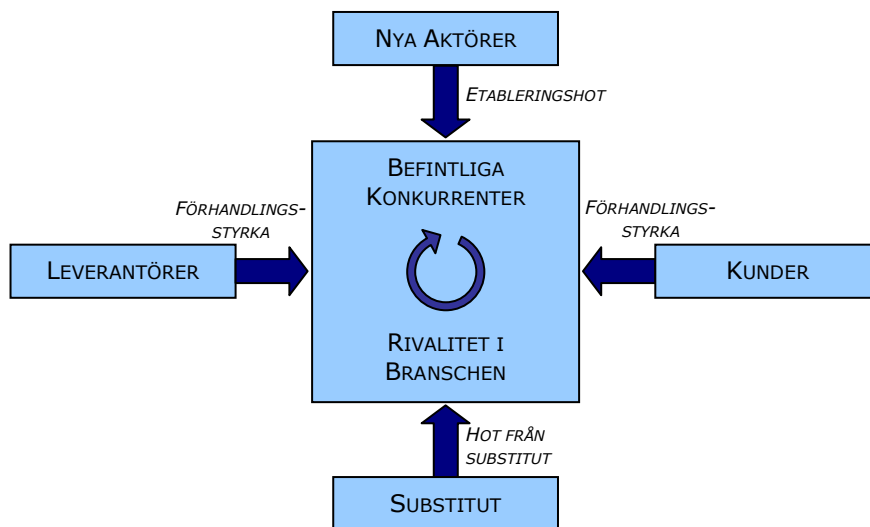 NYA AKTÖRER
ETABLERINGSHOT
BEFINTLIGA
KONKURRENTER
FÖRHANDLINGS-
STYRKA
FÖRHANDLINGS-
STYRKA
LEVERANTÖRER
KUNDER
RIVALITET I
BRANSCHEN
HOT FRÅN
SUBSTITUT
SUBSTITUT